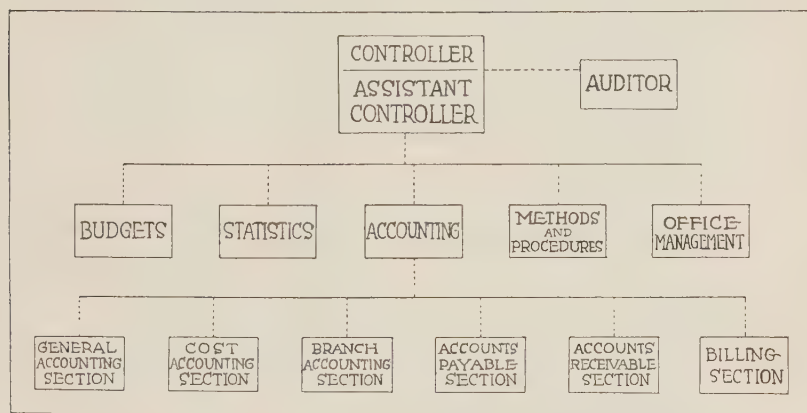 CONTROLLER
ASSISTANT
CONTROLLER
AUDITOR
BUDGETS
STATISTICS
ACCOUNTING
METHODS
AND
PROCEDURES
OFFICE
MANAGEMENT
GENERAL
ACCOUNTING
SECTION
COST
ACCOUNTING
SECTION
BRANCH
ACCOUNTING
SECTION
ACCOUNTS
PAYABLE
SECTION
ACCOUNTS
RECEIVABLE
SECTION
BILLING
SECTION